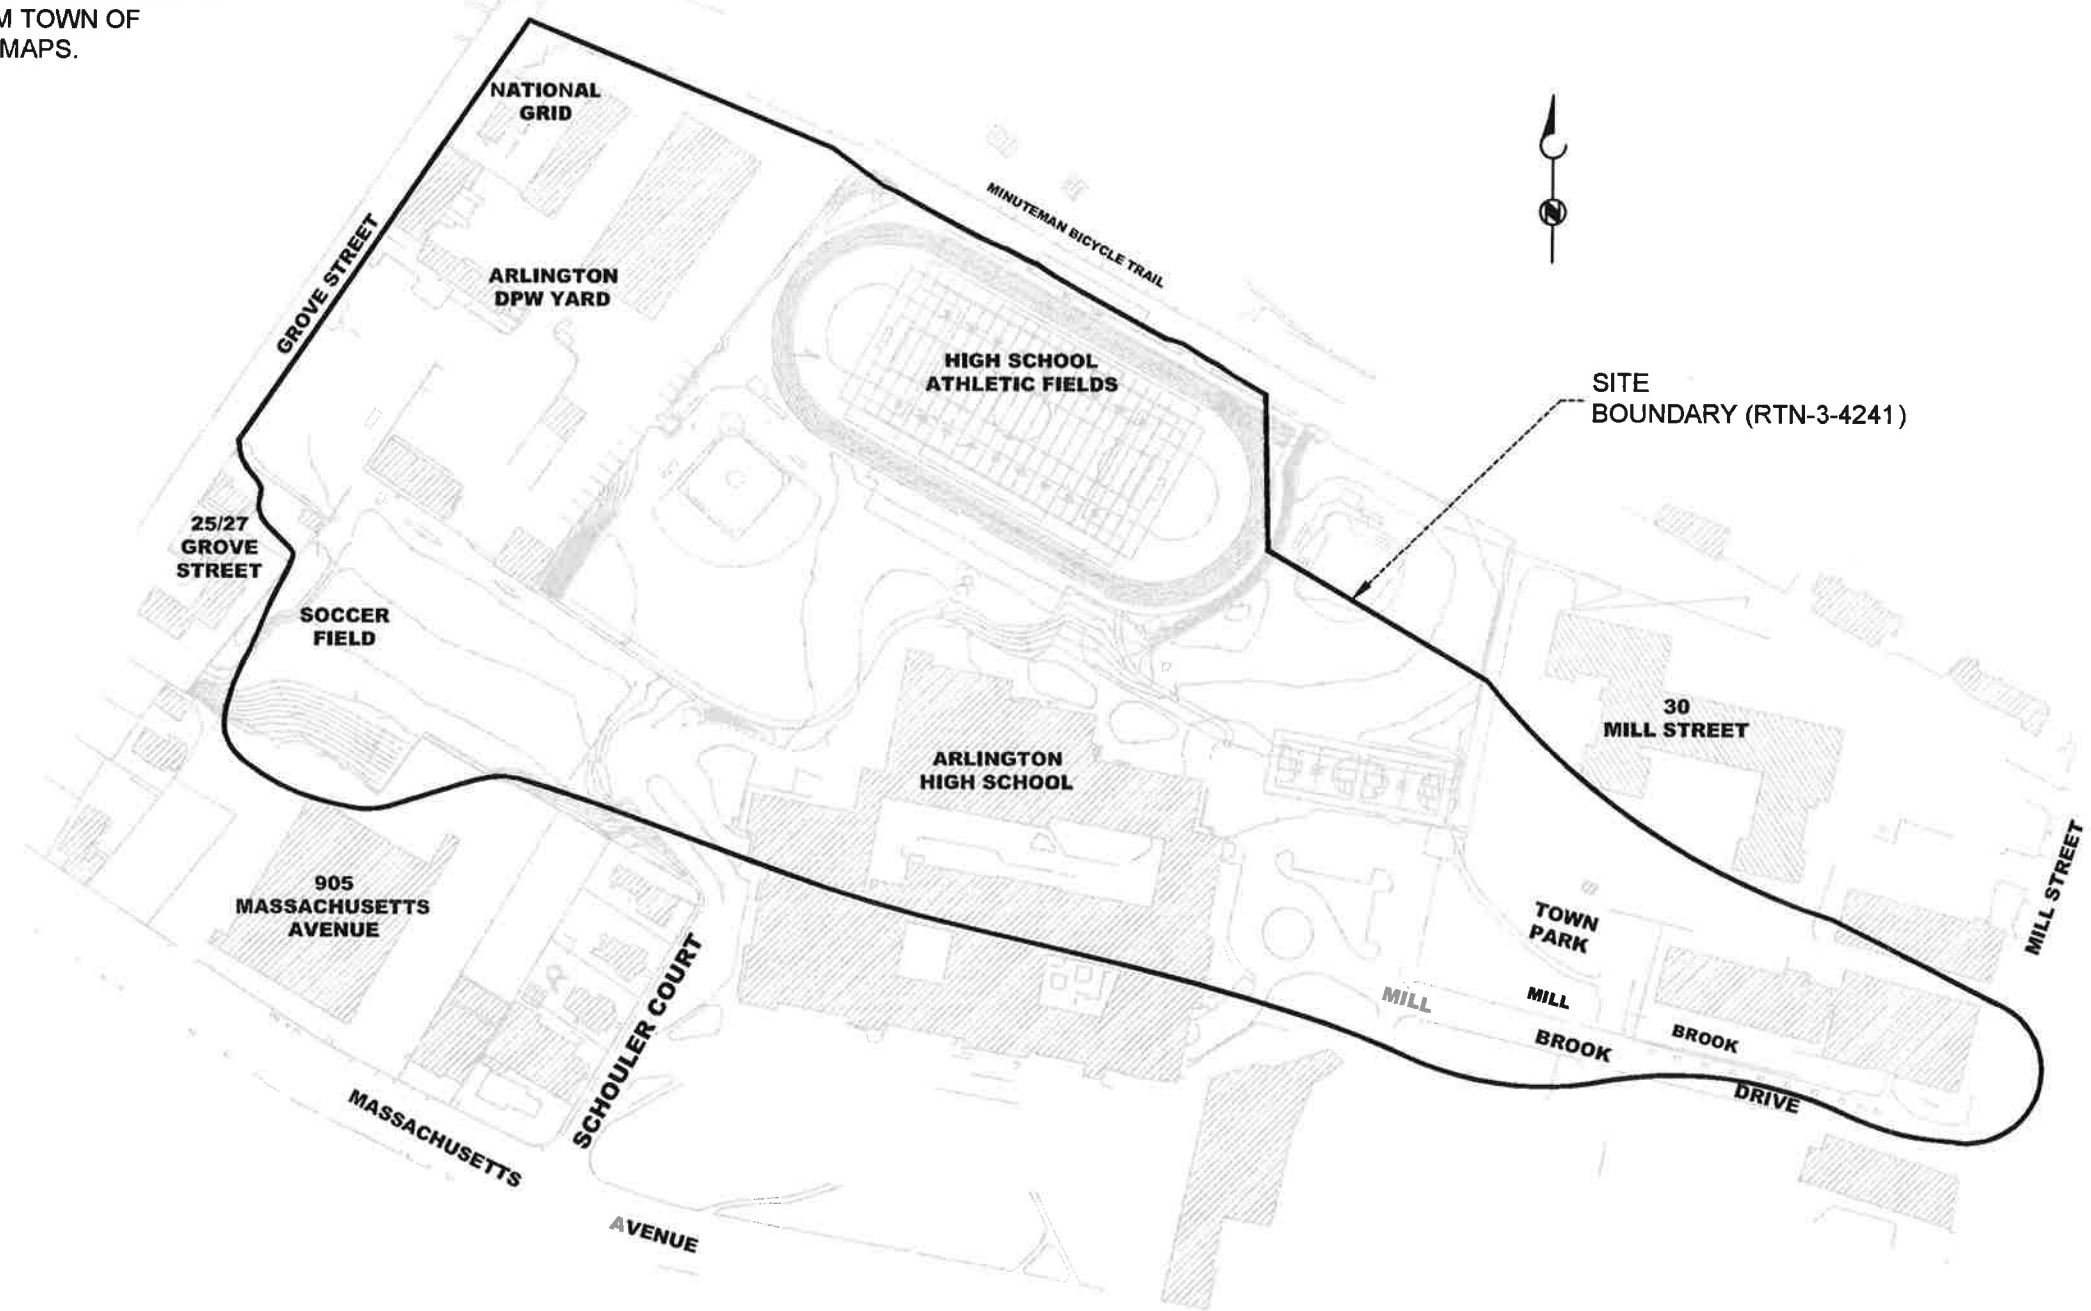 M TOWN OF
MAPS.
NATIONAL
GRID
MINUTEMAN BICYCLE TRAIL
GROVE STREET
ARLINGTON
DPW YARD
HIGH SCHOOL
ATHLETIC FIELDS
SITE
BOUNDARY (RTN-3-4241)
25/27
GROVE
STREET
SOCCER
FIELD
30
MILL STREET
ARLINGTON
HIGH SCHOOL
MILL STREET
905
MASSACHUSETTS
AVENUE
TOWN
PARK
SCHOULER COURT
MILL
MILL
BROOK
BROOK
DRIVE
MASSACHUSETTS
AVENUE